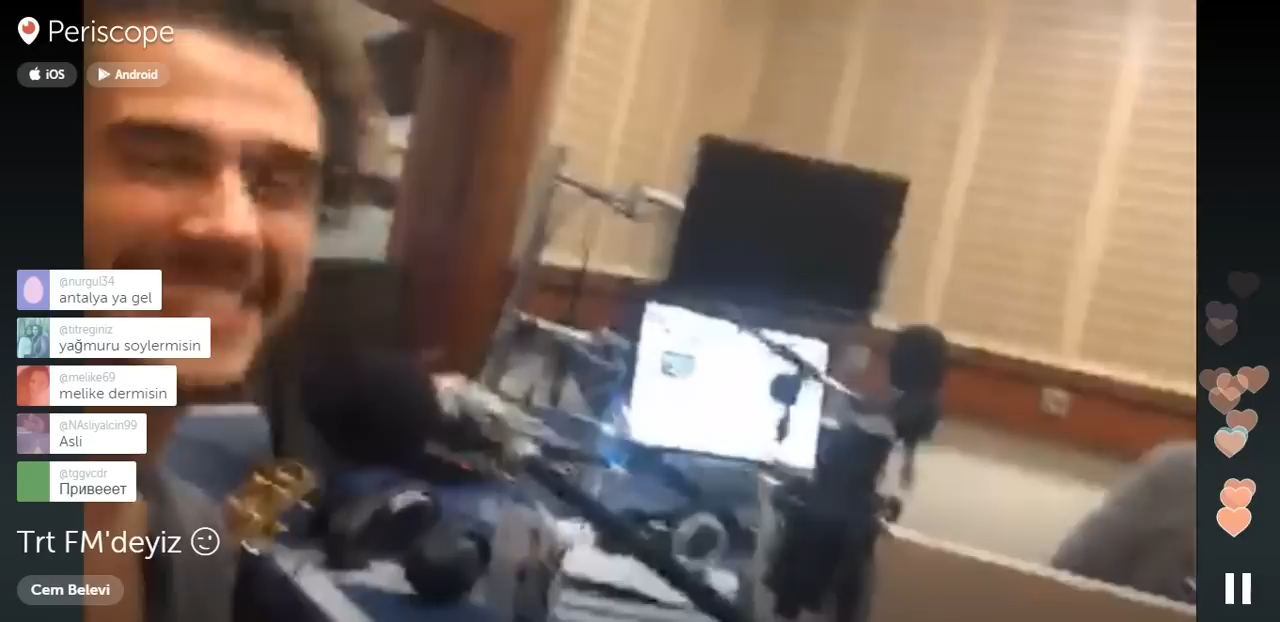 Periscope
iOS
Android
@nurgul34
antalya ya gel
@titreginiz
yağmuru soylermisin
@melike69
melike dermisin
@NAsliyalcin99
Asli
@tggvcdr
Привееет
Trt FM'deyiz
Cem Belevi